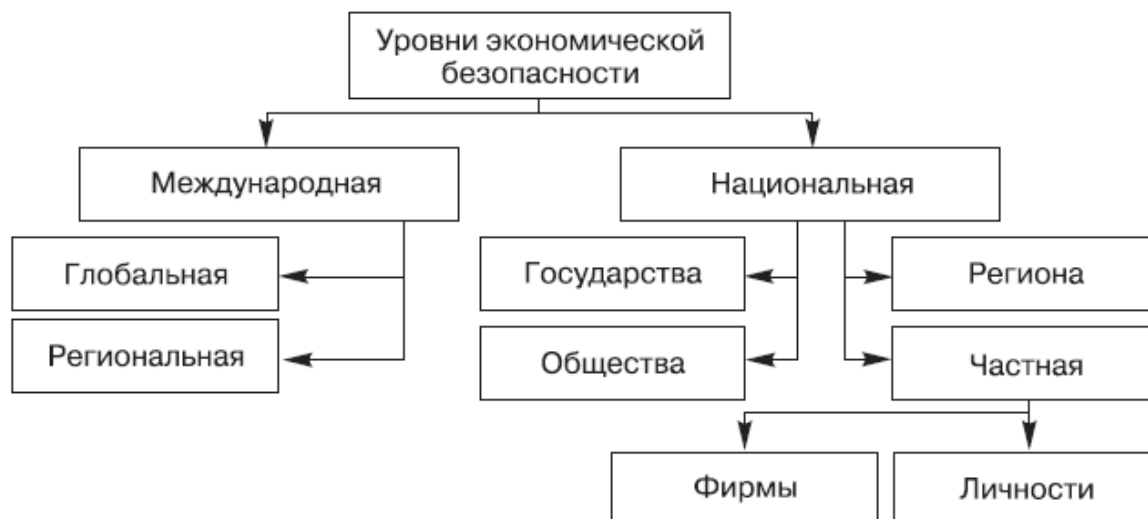 Уровни экономической
безопасности
Международная
Национальная
Глобальная
Государства
Региона
Региональная
Общества
Частная
Фирмы
Личности